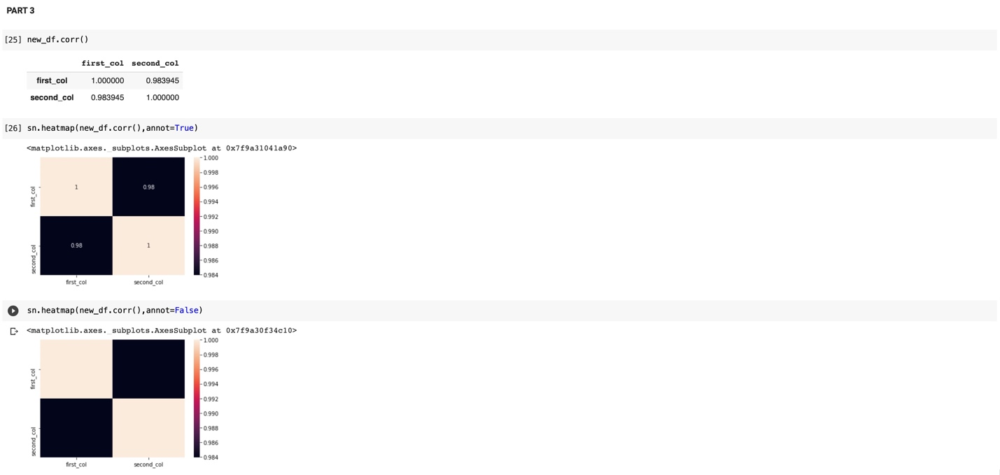 PART 3
[25] new_df.corr()
first_col second_col
first_col 1.000000 0.983945
second_col 0.983945 1.000000
[26] sn.heatmap(new_df.corr(),annot=True)
<matplotlib.axes._subplots.AxesSubplot at 0x7f9a31041a90>
1.000
0.998
0.996
0.994
0.992
0.990
0.988
0.986
0.984
first_col
1 0.98
second_col
0.98 1
first_col second_col
sn.heatmap(new_df.corr(),annot=False)
<matplotlib.axes._subplots.AxesSubplot at 0x7f9a30f34c10>
1.000
0.998
0.996
0.994
0.992
0.990
0.988
0.986
0.984
first_col
second_col
first_col second_col